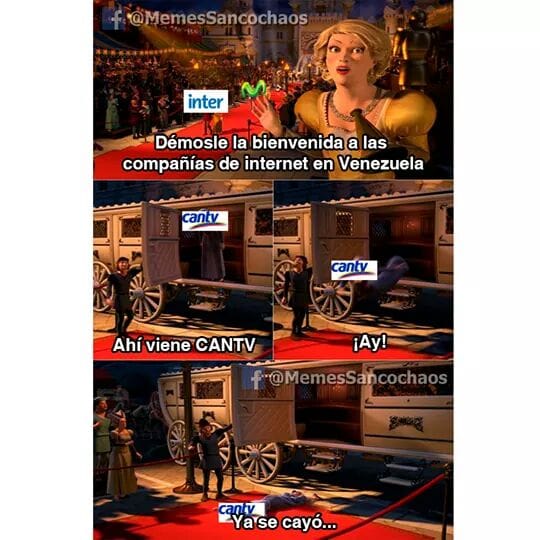 f @MemesSancochaos
inter
Démosle la bienvenida a las
compañías de internet en Venezuela
cantv
Ahí viene CANTV
cantv
¡Ay!
f @MemesSancochaos
cantv
Ya se cayó...